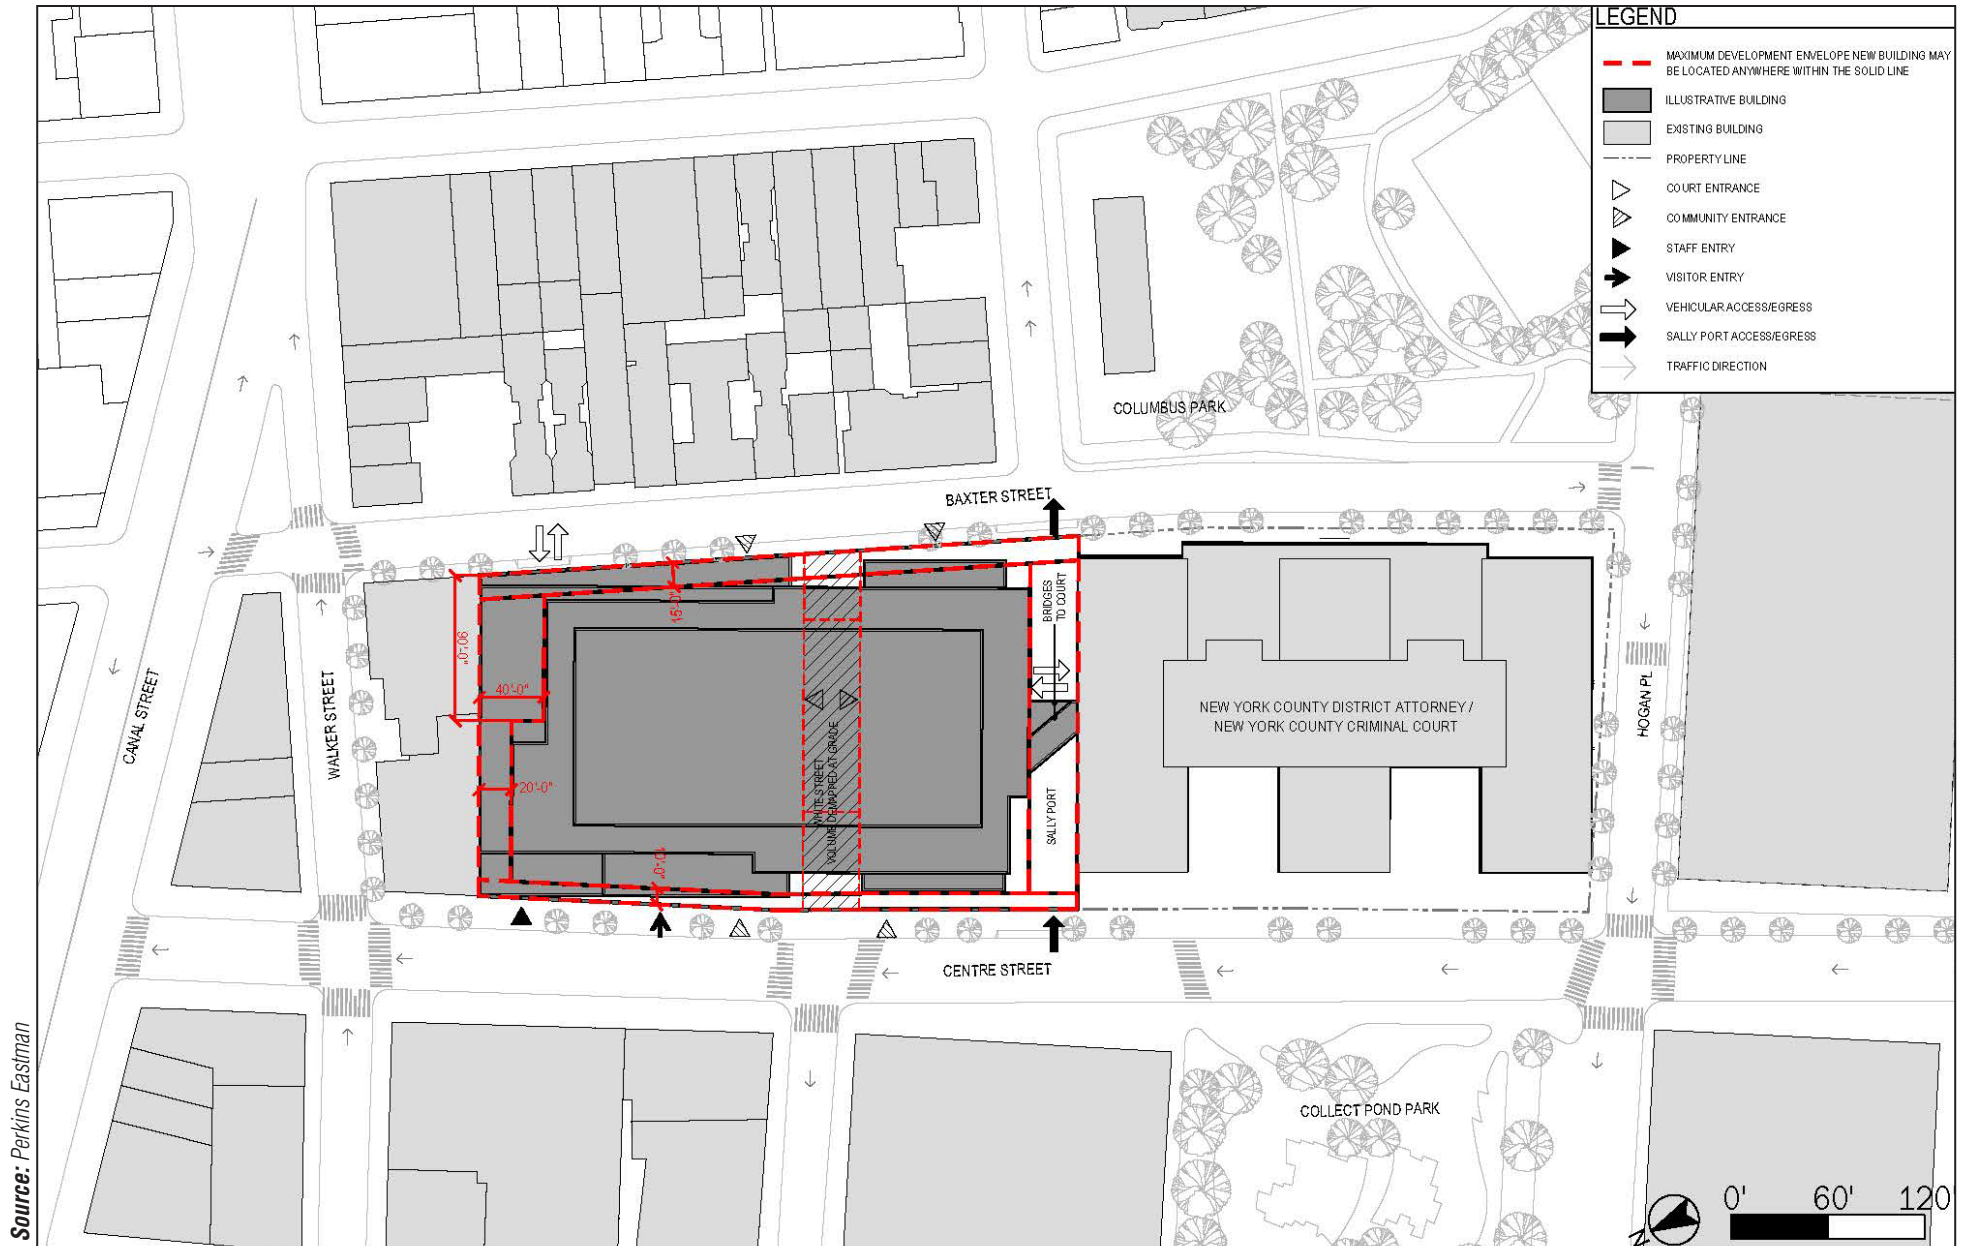 LEGEND
MAXIMUM DEVELOPMENT ENVELOPE NEW BUILDING MAY
BE LOCATED ANYWHERE WITHIN THE SOLID LINE
ILLUSTRATIVE BUILDING
EXISTING BUILDING
PROPERTY LINE
COURT ENTRANCE
COMMUNITY ENTRANCE
STAFF ENTRY
VISITOR ENTRY
VEHICULAR ACCESS/EGRESS
SALLY PORT ACCESS/EGRESS
TRAFFIC DIRECTION
COLUMBUS PARK
BAXTER STREET
BRIDGES
TO COURT
15'-0"
90'-0"
40'-0"
20'-0"
10'-0"
WHITE STREET
VOLUME DEMAPPED AT GRADE
SALLY PORT
NEW YORK COUNTY DISTRICT ATTORNEY /
NEW YORK COUNTY CRIMINAL COURT
HOGAN PL
CANAL STREET
WALKER STREET
CENTRE STREET
COLLECT POND PARK
0' 60' 120'
N
Source: Perkins Eastman